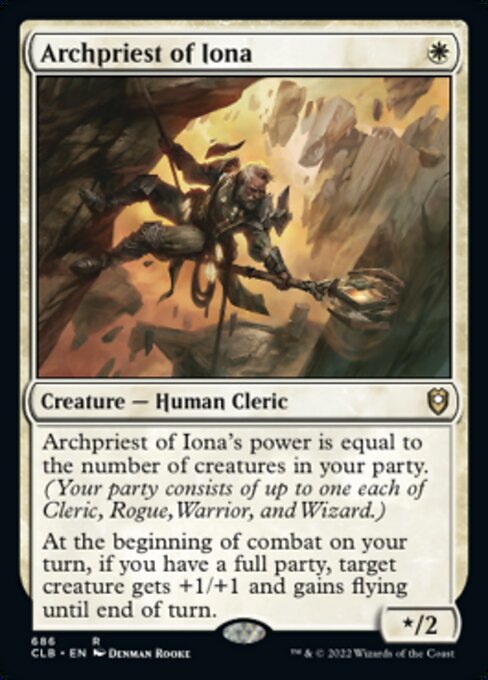 Archpriest of Iona
Creature — Human Cleric
Archpriest of Iona's power is equal to
the number of creatures in your party.
(Your party consists of up to one each of
Cleric, Rogue, Warrior, and Wizard.)
At the beginning of combat on your
turn, if you have a full party, target
creature gets +1/+1 and gains flying
until end of turn.
*/2
686 R
CLB • EN Denman Rooke
™ & © 2022 Wizards of the Coast